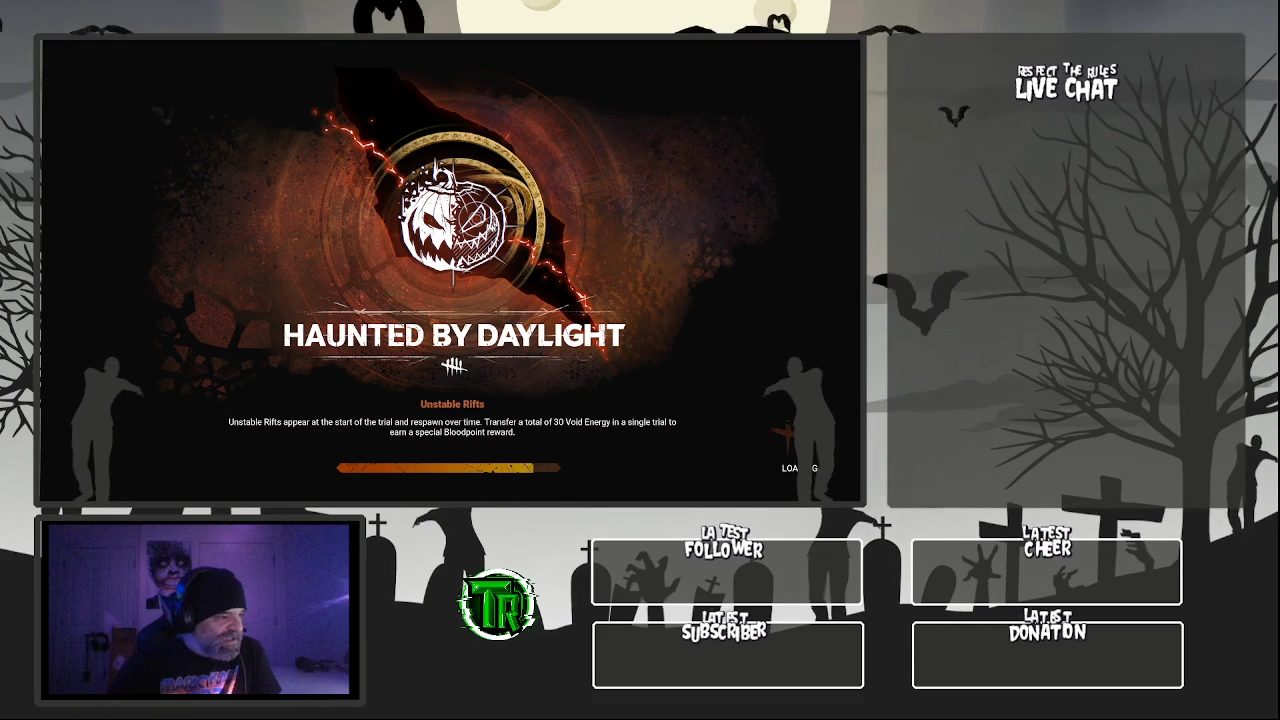 RESPECT THE RULES
LIVE CHAT
HAUNTED BY DAYLIGHT
Unstable Rifts
Unstable Rifts appear at the start of the trial and respawn over time. Transfer a total of 30 Void Energy in a single trial to
earn a special Bloodpoint reward.
LOA G
LATEST
FOLLOWER
LATEST
CHEER
LATEST
SUBSCRIBER
LATEST
DONATION
TR